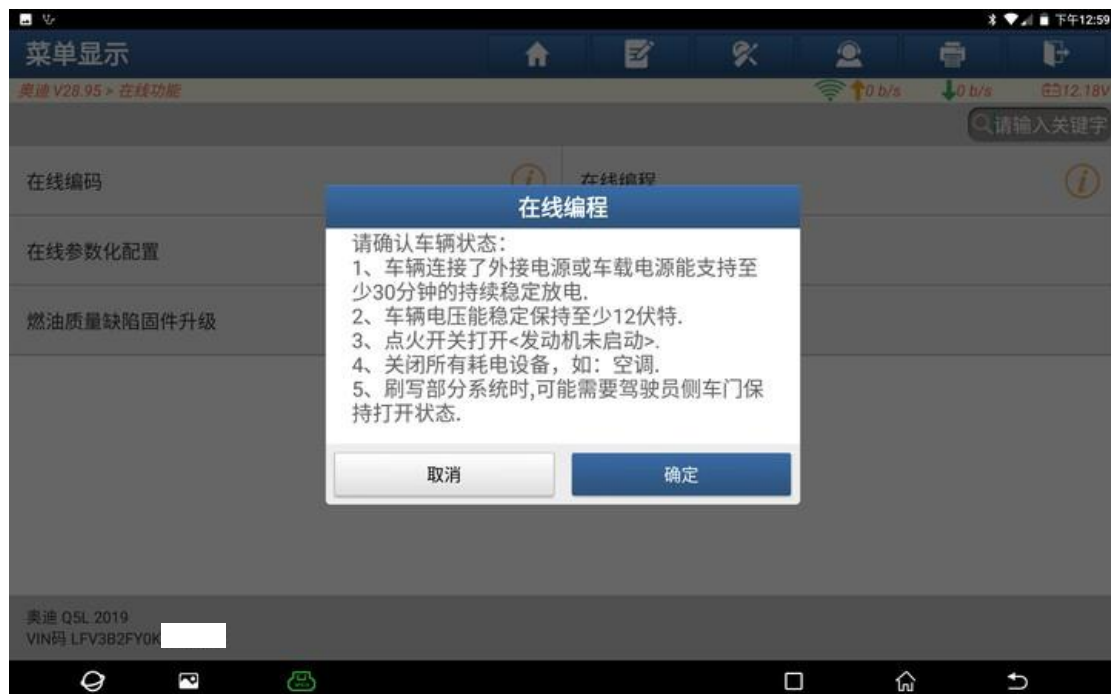 下午12:59
菜单显示
奥迪 V28.95 > 在线功能
0 b/s
0 b/s
12.18V
请输入关键字
在线编码
在线编程
在线参数化配置
燃油质量缺陷固件升级
在线编程
请确认车辆状态：
1、车辆连接了外接电源或车载电源能支持至
少30分钟的持续稳定放电.
2、车辆电压能稳定保持至少12伏特.
3、点火开关打开<发动机未启动>.
4、关闭所有耗电设备，如：空调.
5、刷写部分系统时,可能需要驾驶员侧车门保
持打开状态.
取消
确定
奥迪 Q5L 2019
VIN码 LFV3B2FY0K